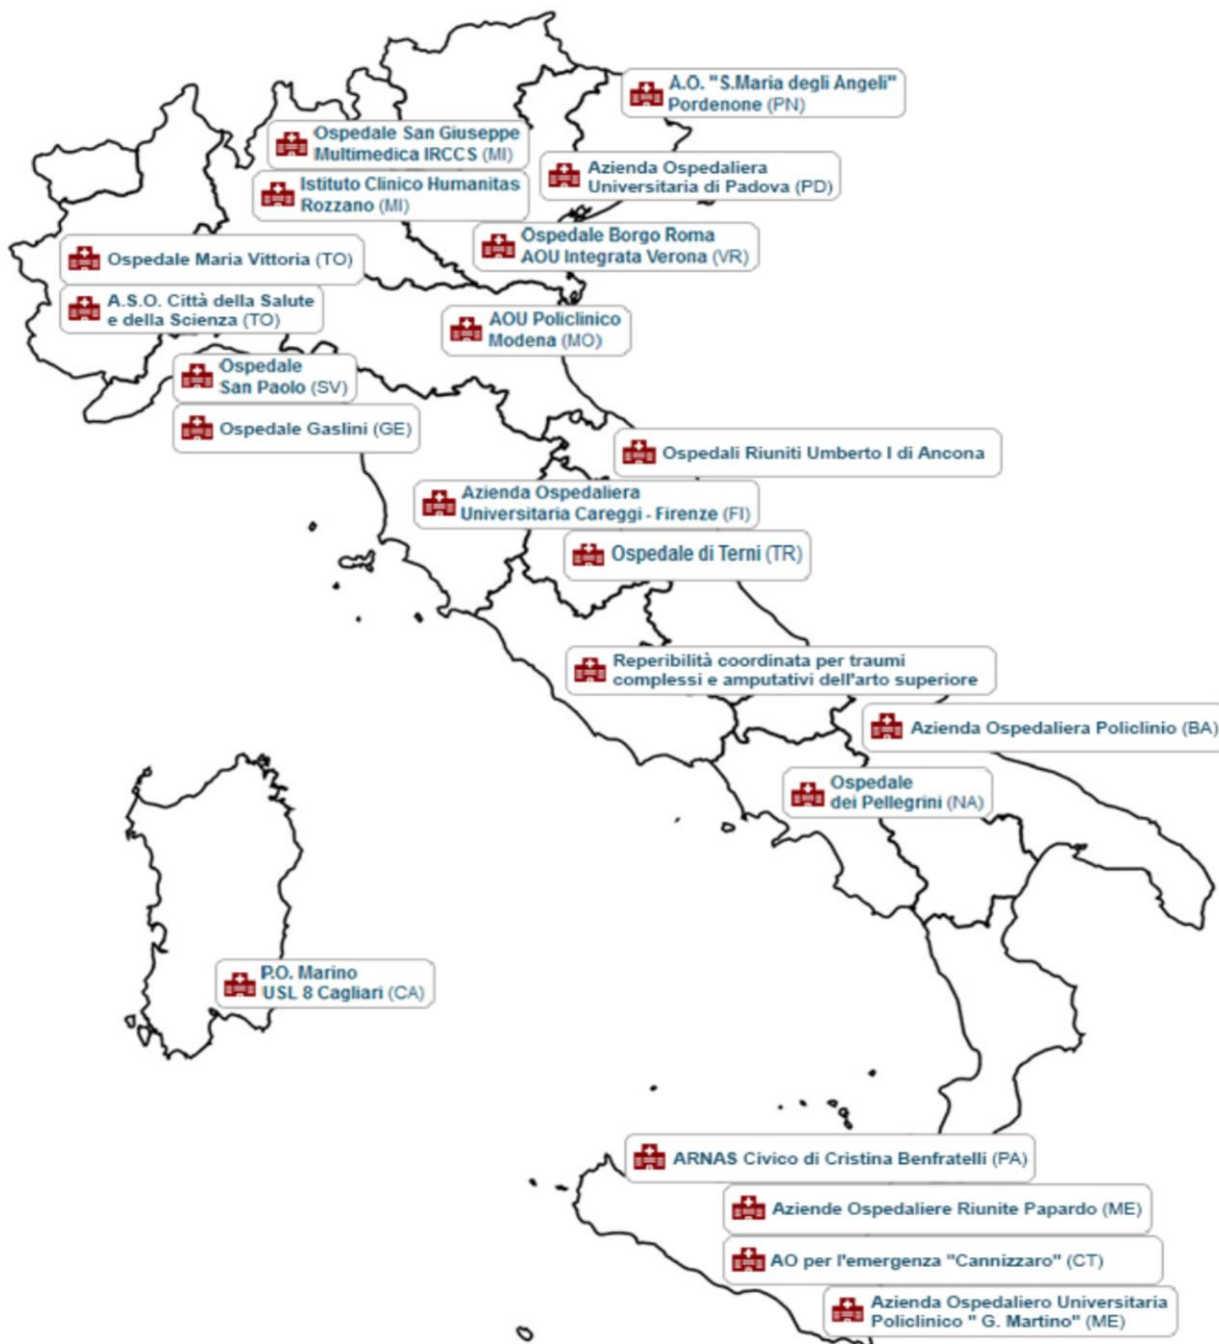 A.O. "S.Maria degli Angeli"
Pordenone (PN)
Ospedale San Giuseppe
Multimedica IRCCS (MI)
Azienda Ospedaliera
Universitaria di Padova (PD)
Istituto Clinico Humanitas
Rozzano (MI)
Ospedale Borgo Roma
AOU Integrata Verona (VR)
Ospedale Maria Vittoria (TO)
A.S.O. Città della Salute
e della Scienza (TO)
AOU Policlinico
Modena (MO)
Ospedale
San Paolo (SV)
Ospedale Gaslini (GE)
Ospedali Riuniti Umberto I di Ancona
Azienda Ospedaliera
Universitaria Careggi - Firenze (FI)
Ospedale di Terni (TR)
Reperibilità coordinata per traumi
complessi e amputativi dell'arto superiore
Azienda Ospedaliera Policlinio (BA)
Ospedale
dei Pellegrini (NA)
P.O. Marino
USL 8 Cagliari (CA)
ARNAS Civico di Cristina Benfratelli (PA)
Aziende Ospedaliere Riunite Papardo (ME)
AO per l'emergenza "Cannizzaro" (CT)
Azienda Ospedaliero Universitaria
Policlinico " G. Martino" (ME)